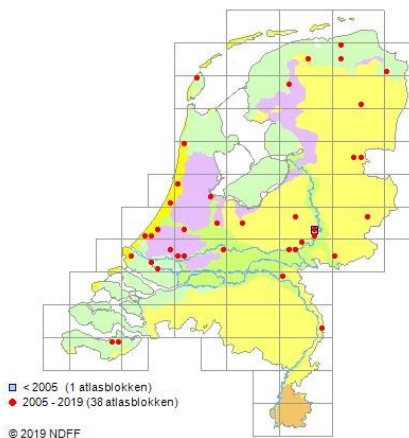 < 2005 (1 atlasblokken)
2005 - 2019 (38 atlasblokken)
© 2019 NDFF